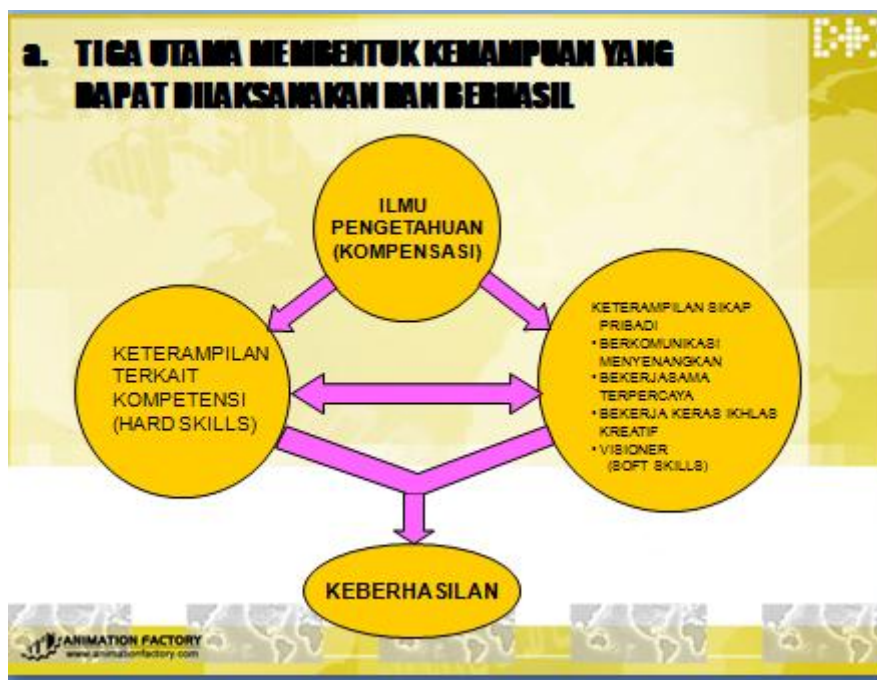 a. TIGA UTAMA MEMBENTUK KEMAMPUAN YANG
DAPAT DILAKSANAKAN DAN BERHASIL
ILMU
PENGETAHUAN
(KOMPENSASI)
KETERAMPILAN
TERKAIT
KOMPETENSI
(HARD SKILLS)
KETERAMPILAN SIKAP
PRIBADI
• BERKOMUNIKASI
MENYENANGKAN
• BEKERJASAMA
TERPERCAYA
• BEKERJA KERAS IKHLAS
KREATIF
• VISIONER
(SOFT SKILLS)
KEBERHASILAN
ANIMATION FACTORY
www.animationfactory.com